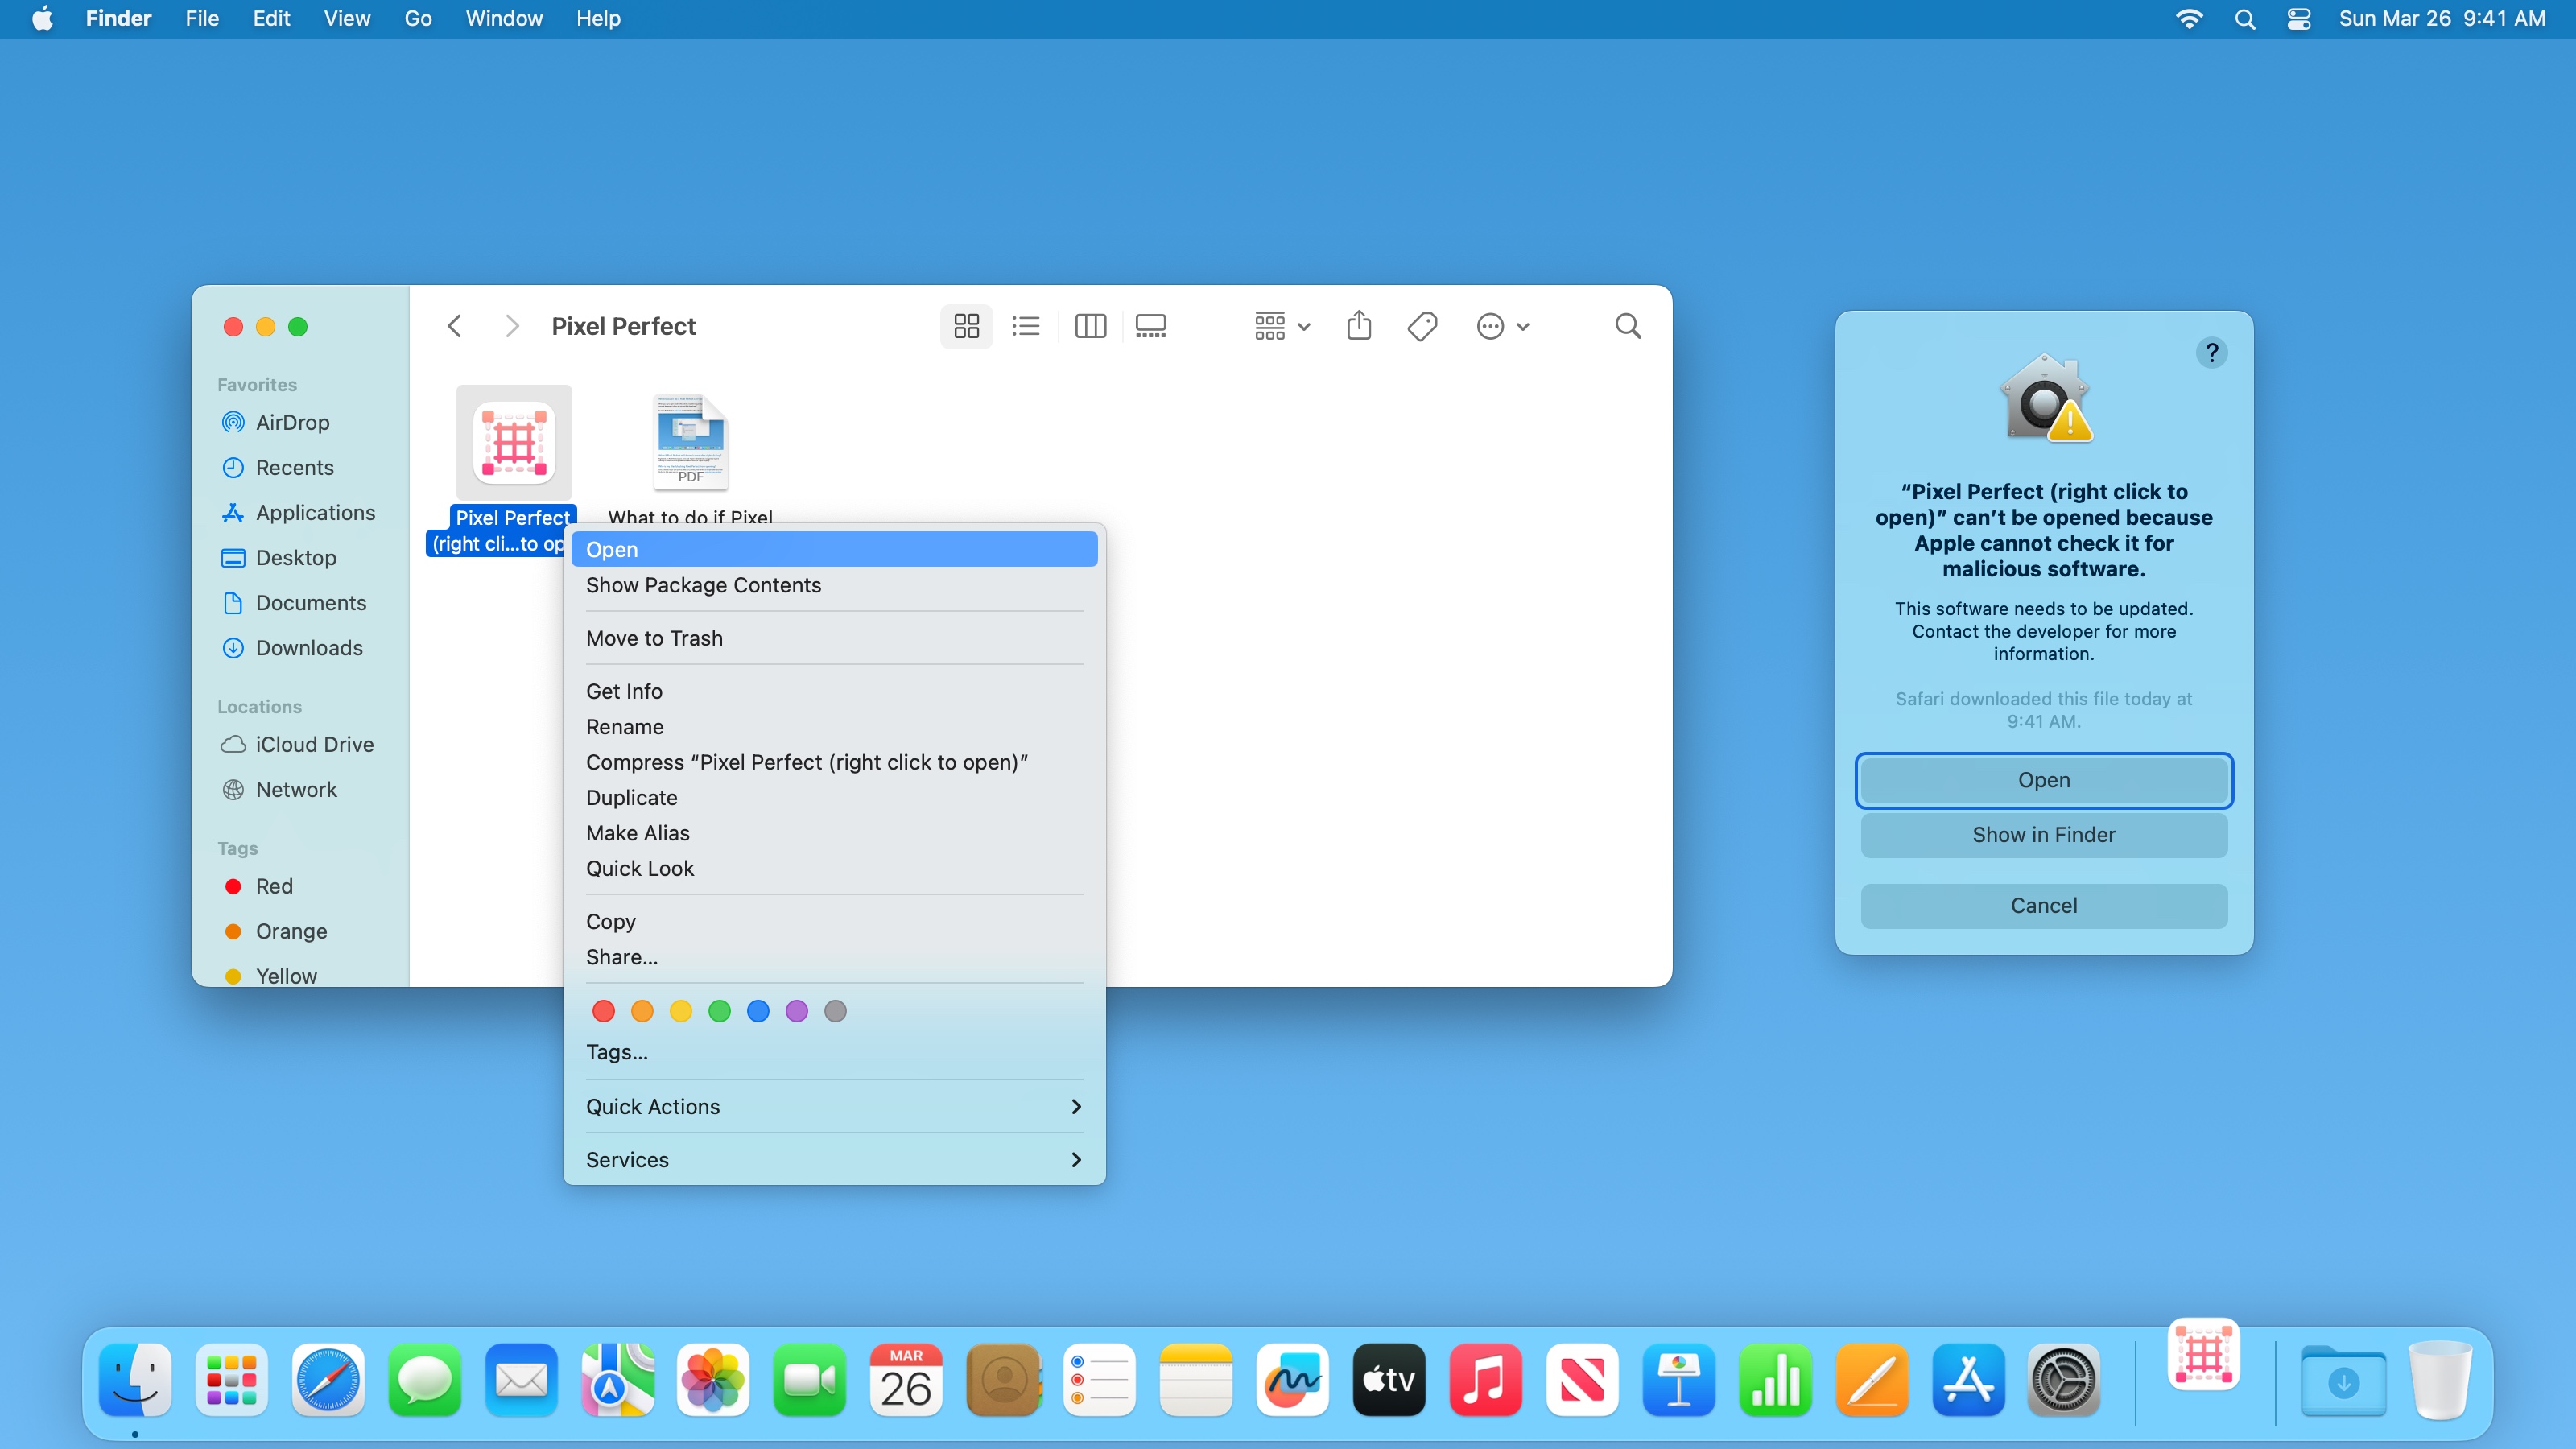 Finder File Edit View Go Window Help
Sun Mar 26 9:41 AM
Pixel Perfect
Favorites
AirDrop
Recents
Applications
Desktop
Documents
Downloads
Locations
iCloud Drive
Network
Tags
Red
Orange
Yellow
PDF
Pixel Perfect
(right cli...to op
What to do if Pixel
Open
Show Package Contents
Move to Trash
Get Info
Rename
Compress “Pixel Perfect (right click to open)”
Duplicate
Make Alias
Quick Look
Copy
Share...
Tags...
Quick Actions
Services
?
“Pixel Perfect (right click to
open)” can’t be opened because
Apple cannot check it for
malicious software.
This software needs to be updated.
Contact the developer for more
information.
Safari downloaded this file today at
9:41 AM.
Open
Show in Finder
Cancel
MAR
26
tv